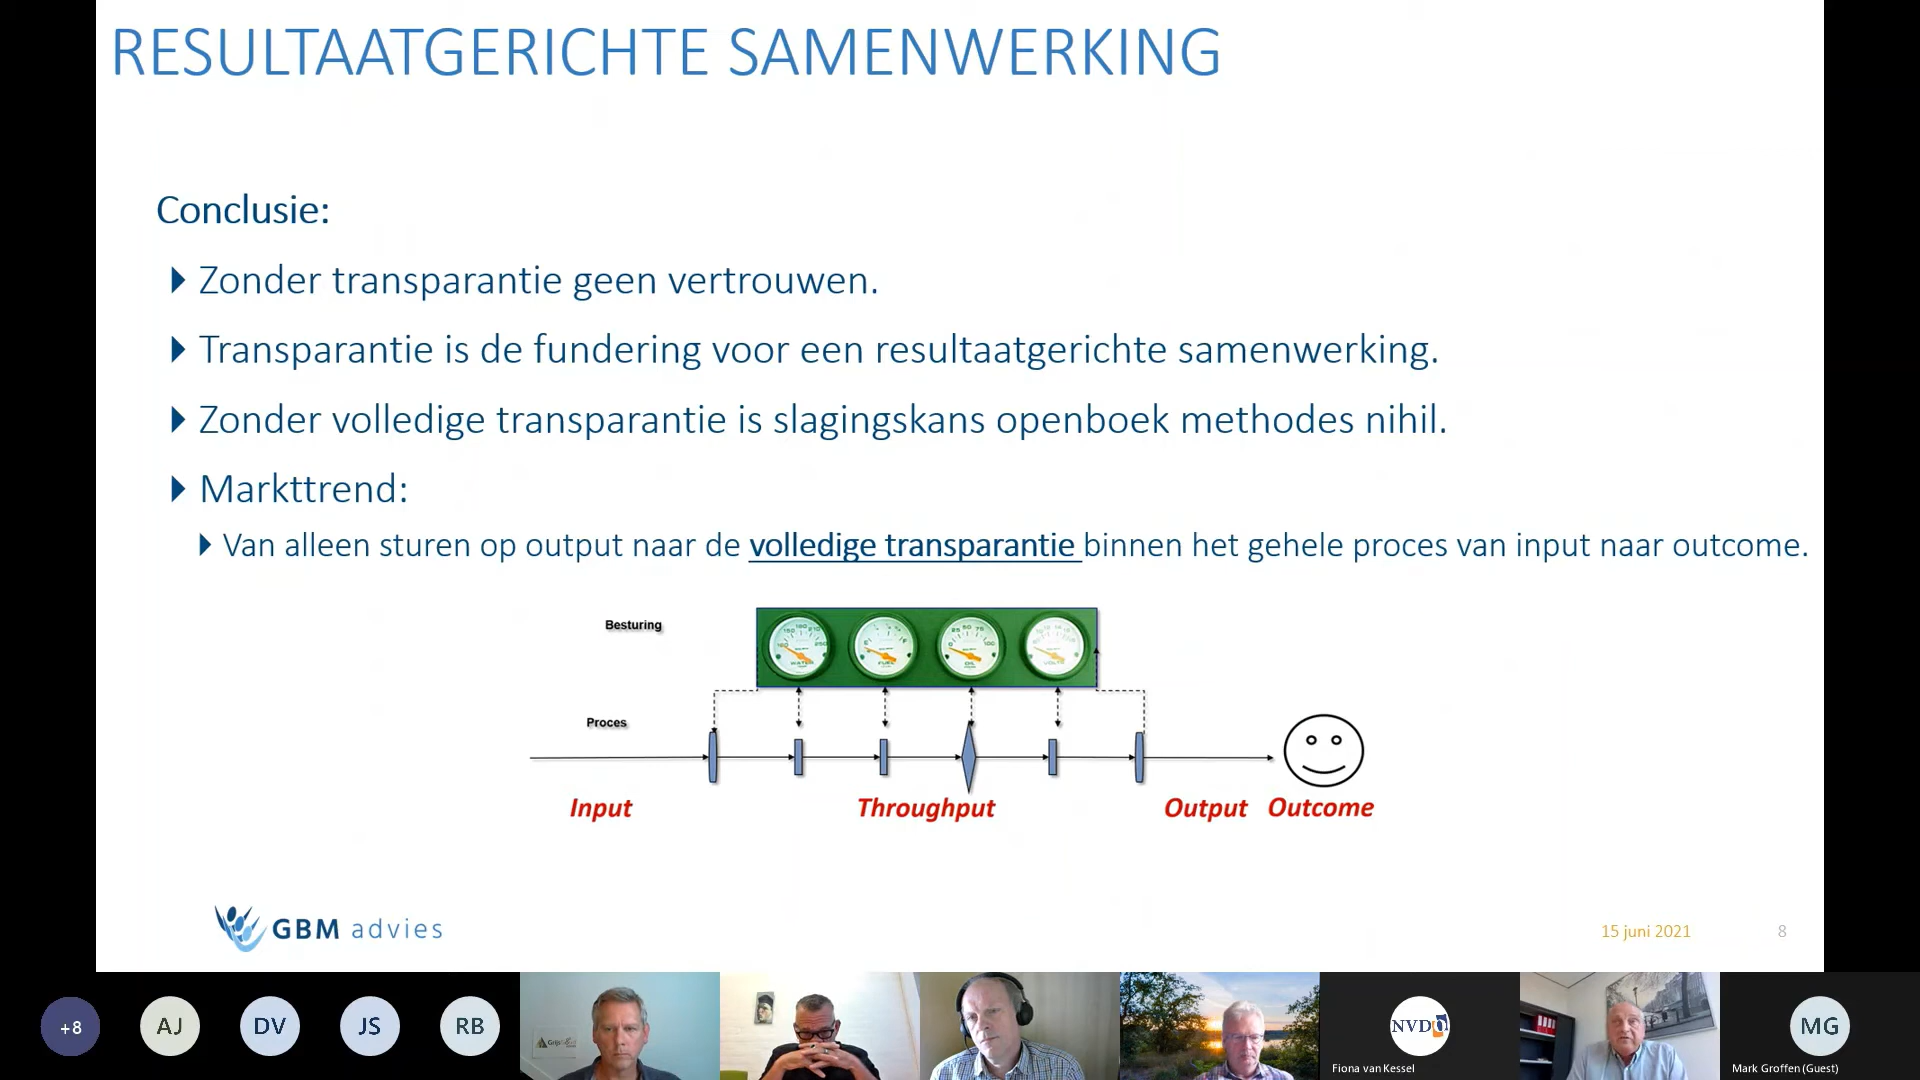 RESULTAATGERICHTE SAMENWERKING
Conclusie:
Zonder transparantie geen vertrouwen.
Transparantie is de fundering voor een resultaatgerichte samenwerking.
Zonder volledige transparantie is slagingskans openboek methodes nihil.
Markttrend:
Van alleen sturen op output naar de volledige transparantie binnen het gehele proces van input naar outcome.
Besturing
Proces
Input Throughput Output Outcome
GBM advies
15 juni 2021
8
+8
AJ
DV
JS
RB
NVDO
Fiona van Kessel
MG
Mark Groffen (Guest)